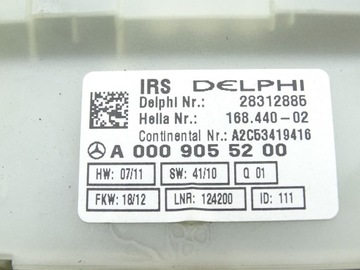 IRS DELPHI
Delphi Nr.: 28312885
Hella Nr.: 168.440-02
Continental Nr.: A2C53419416
A 000 905 52 00
HW: 07/11 SW: 41/10 Q 01
FKW: 18/12 LNR: 124200 ID: 111